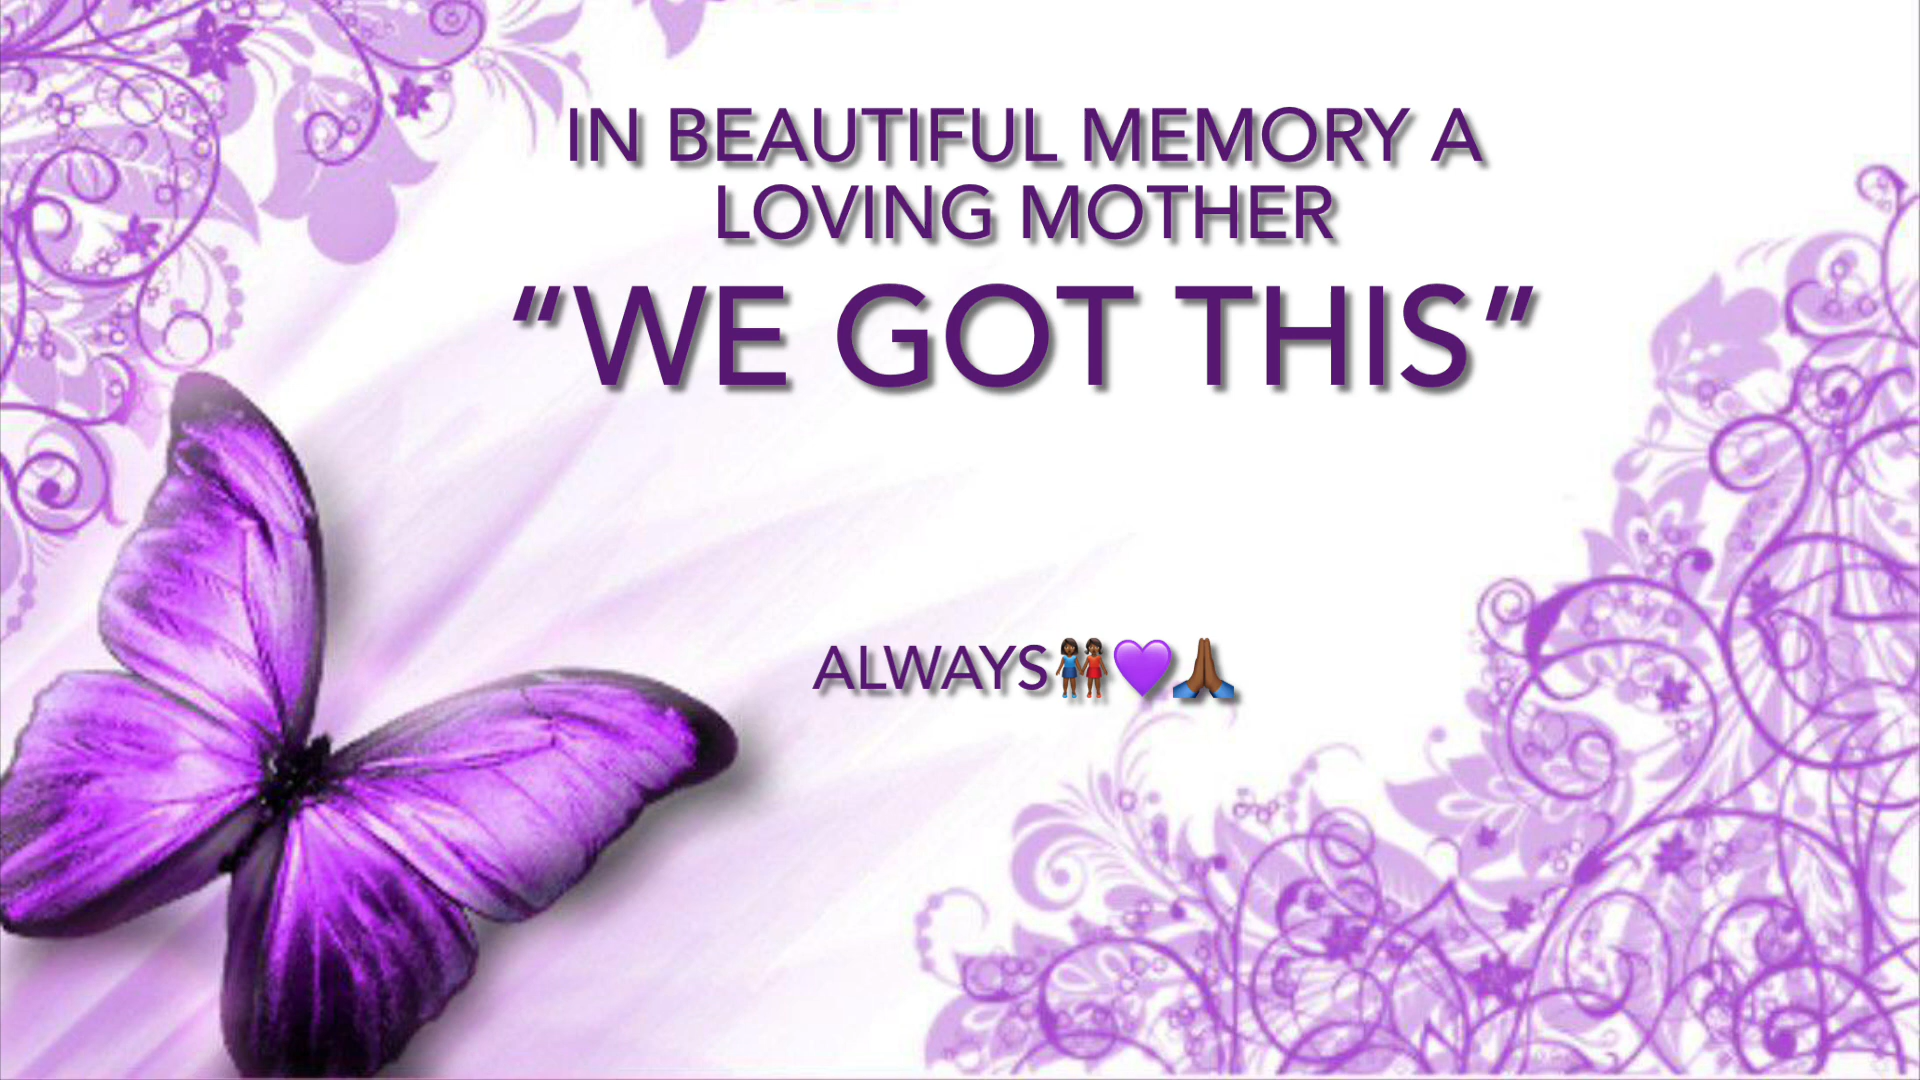 IN BEAUTIFUL MEMORY A
LOVING MOTHER
“WE GOT THIS”
ALWAYS👭🏾💜🙏🏾